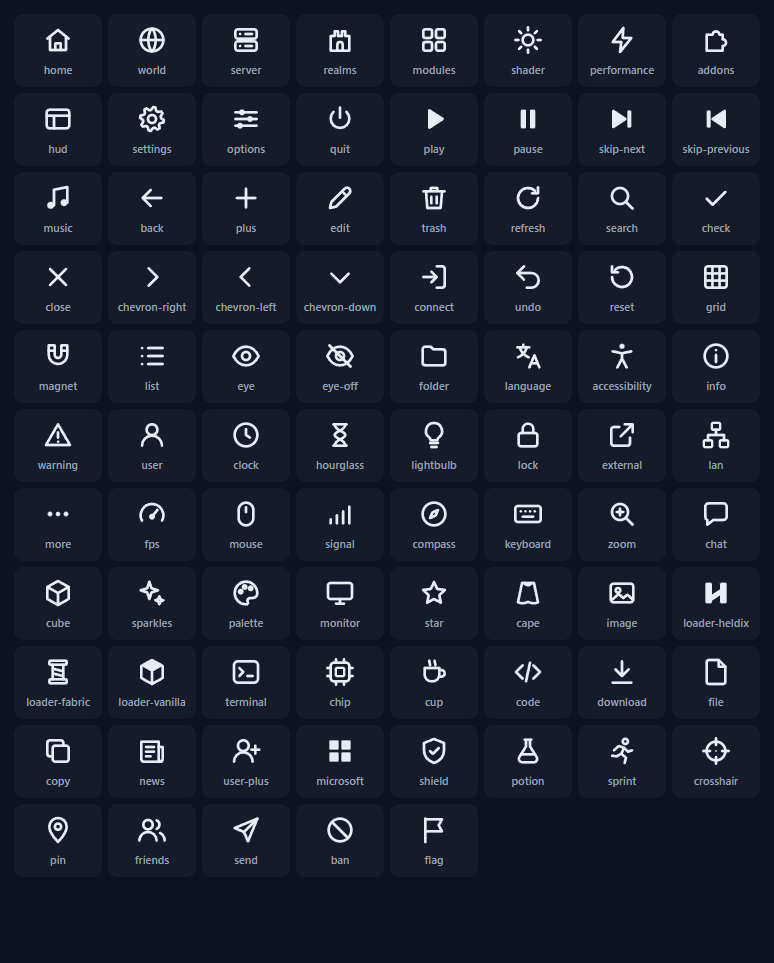 home world server realms modules shader performance addons
hud settings options quit play pause skip-next skip-previous
music back plus edit trash refresh search check
close chevron-right chevron-left chevron-down connect undo reset grid
magnet list eye eye-off folder language accessibility info
warning user clock hourglass lightbulb lock external lan
more fps mouse signal compass keyboard zoom chat
cube sparkles palette monitor star cape image loader-heldix
loader-fabric loader-vanilla terminal chip cup code download file
copy news user-plus microsoft shield potion sprint crosshair
pin friends send ban flag